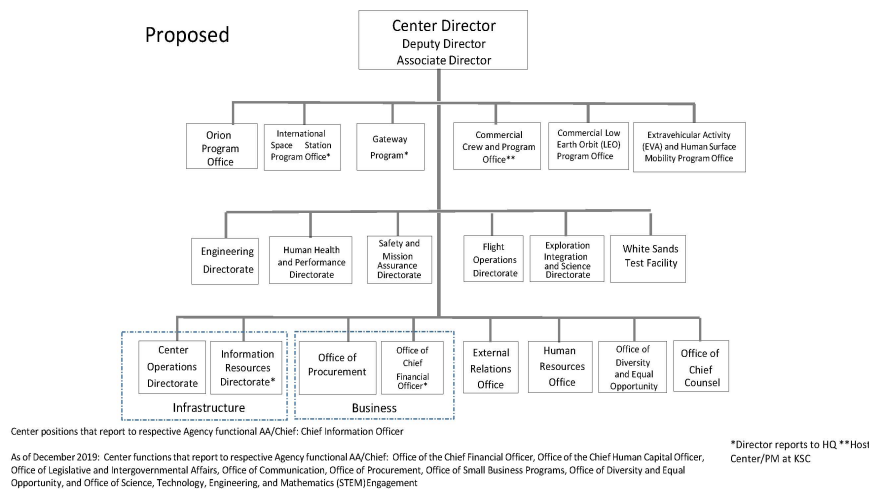 Proposed
Center Director
Deputy Director
Associate Director
Orion
Program
Office
International
Space Station
Program Office*
Gateway
Program*
Commercial
Crew and Program
Office**
Commercial Low
Earth Orbit (LEO)
Program Office
Extravehicular Activity
(EVA) and Human Surface
Mobility Program Office
Engineering
Directorate
Human Health
and Performance
Directorate
Safety and
Mission
Assurance
Directorate
Flight
Operations
Directorate
Exploration
Integration
and Science
Directorate
White Sands
Test Facility
Center
Operations
Directorate
Information
Resources
Directorate*
Infrastructure
Office of
Procurement
Office of
Chief
Financial
Officer*
Business
External
Relations
Office
Human
Resources
Office
Office of
Diversity
and Equal
Opportunity
Office of
Chief
Counsel
Center positions that report to respective Agency functional AA/Chief: Chief Information Officer
As of December 2019: Center functions that report to respective Agency functional AA/Chief: Office of the Chief Financial Officer, Office of the Chief Human Capital Officer,
Office of Legislative and Intergovernmental Affairs, Office of Communication, Office of Procurement, Office of Small Business Programs, Office of Diversity and Equal
Opportunity, and Office of Science, Technology, Engineering, and Mathematics (STEM)Engagement
*Director reports to HQ **Host
Center/PM at KSC